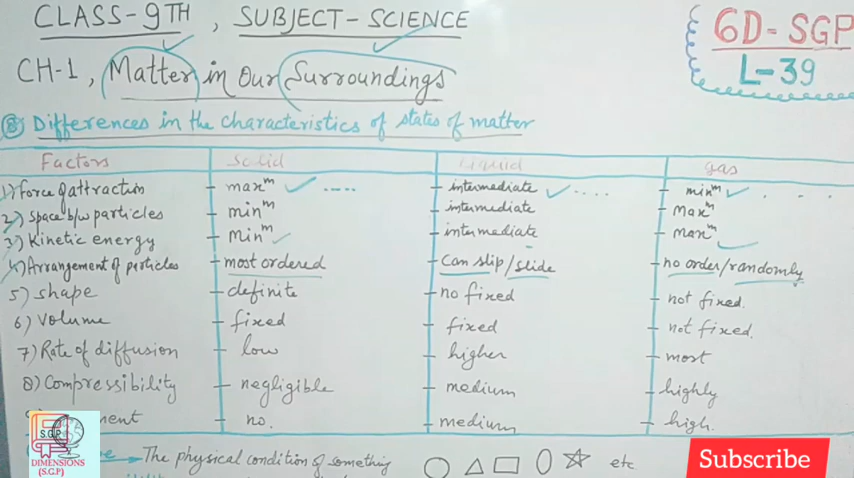 CLASS-9TH, SUBJECT-SCIENCE
6D-SGP
L-39
CH-1, Matter in Our Surroundings
⑧ Differences in the characteristics of states of matter
Factors solid Liquid gas
1) Force of attraction - maxᵐ .... - intermediate .... - minᵐ . . .
2) Space b/w particles - minᵐ - intermediate - Maxᵐ
3) Kinetic energy - Minᵐ - intermediate - maxᵐ
4) Arrangement of particles - most ordered - Can slip/slide - no order/randomly
5) Shape - definite - no fixed - not fixed.
6) Volume - fixed - fixed - not fixed.
7) Rate of diffusion - low - higher - most
8) Compressibility - negligible - medium - highly
- no. - medium - high.
The physical condition of something etc
S.G.P
DIMENSIONS
(S.G.P)
Subscribe